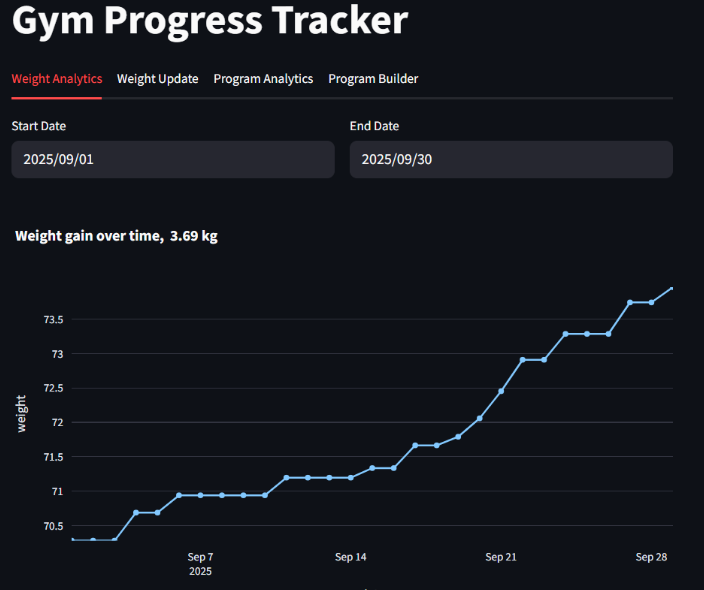 Gym Progress Tracker
Weight Analytics Weight Update Program Analytics Program Builder
Start Date End Date
2025/09/01 2025/09/30
Weight gain over time, 3.69 kg
73.5
73
72.5
72
71.5
71
70.5
weight
Sep 7 Sep 14 Sep 21 Sep 28
2025